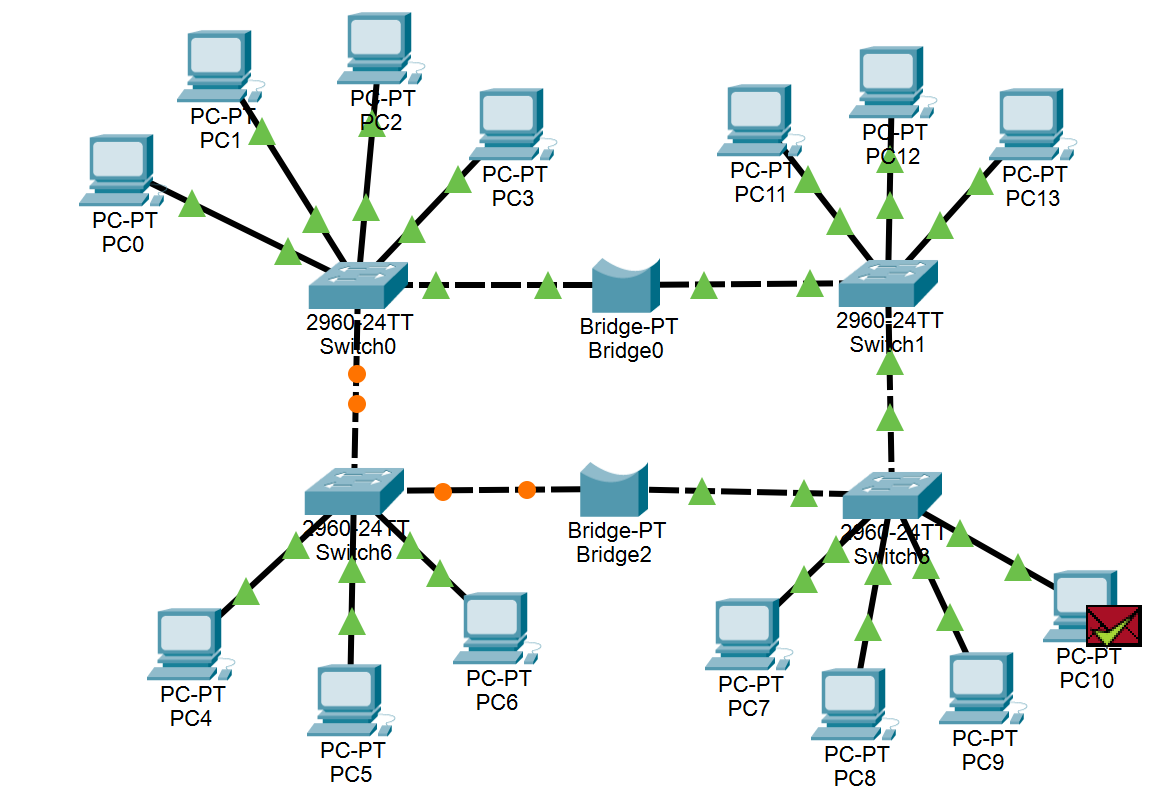 PC-PT
PC1
PC-PT
PC2
PC-PT
PC12
PC-PT
PC0
PC-PT
PC3
PC-PT
PC11
PC-PT
PC13
2960-24TT
Switch0
Bridge-PT
Bridge0
2960-24TT
Switch1
2960-24TT
Switch6
Bridge-PT
Bridge2
2960-24TT
Switch8
PC-PT
PC4
PC-PT
PC5
PC-PT
PC6
PC-PT
PC7
PC-PT
PC8
PC-PT
PC9
PC-PT
PC10